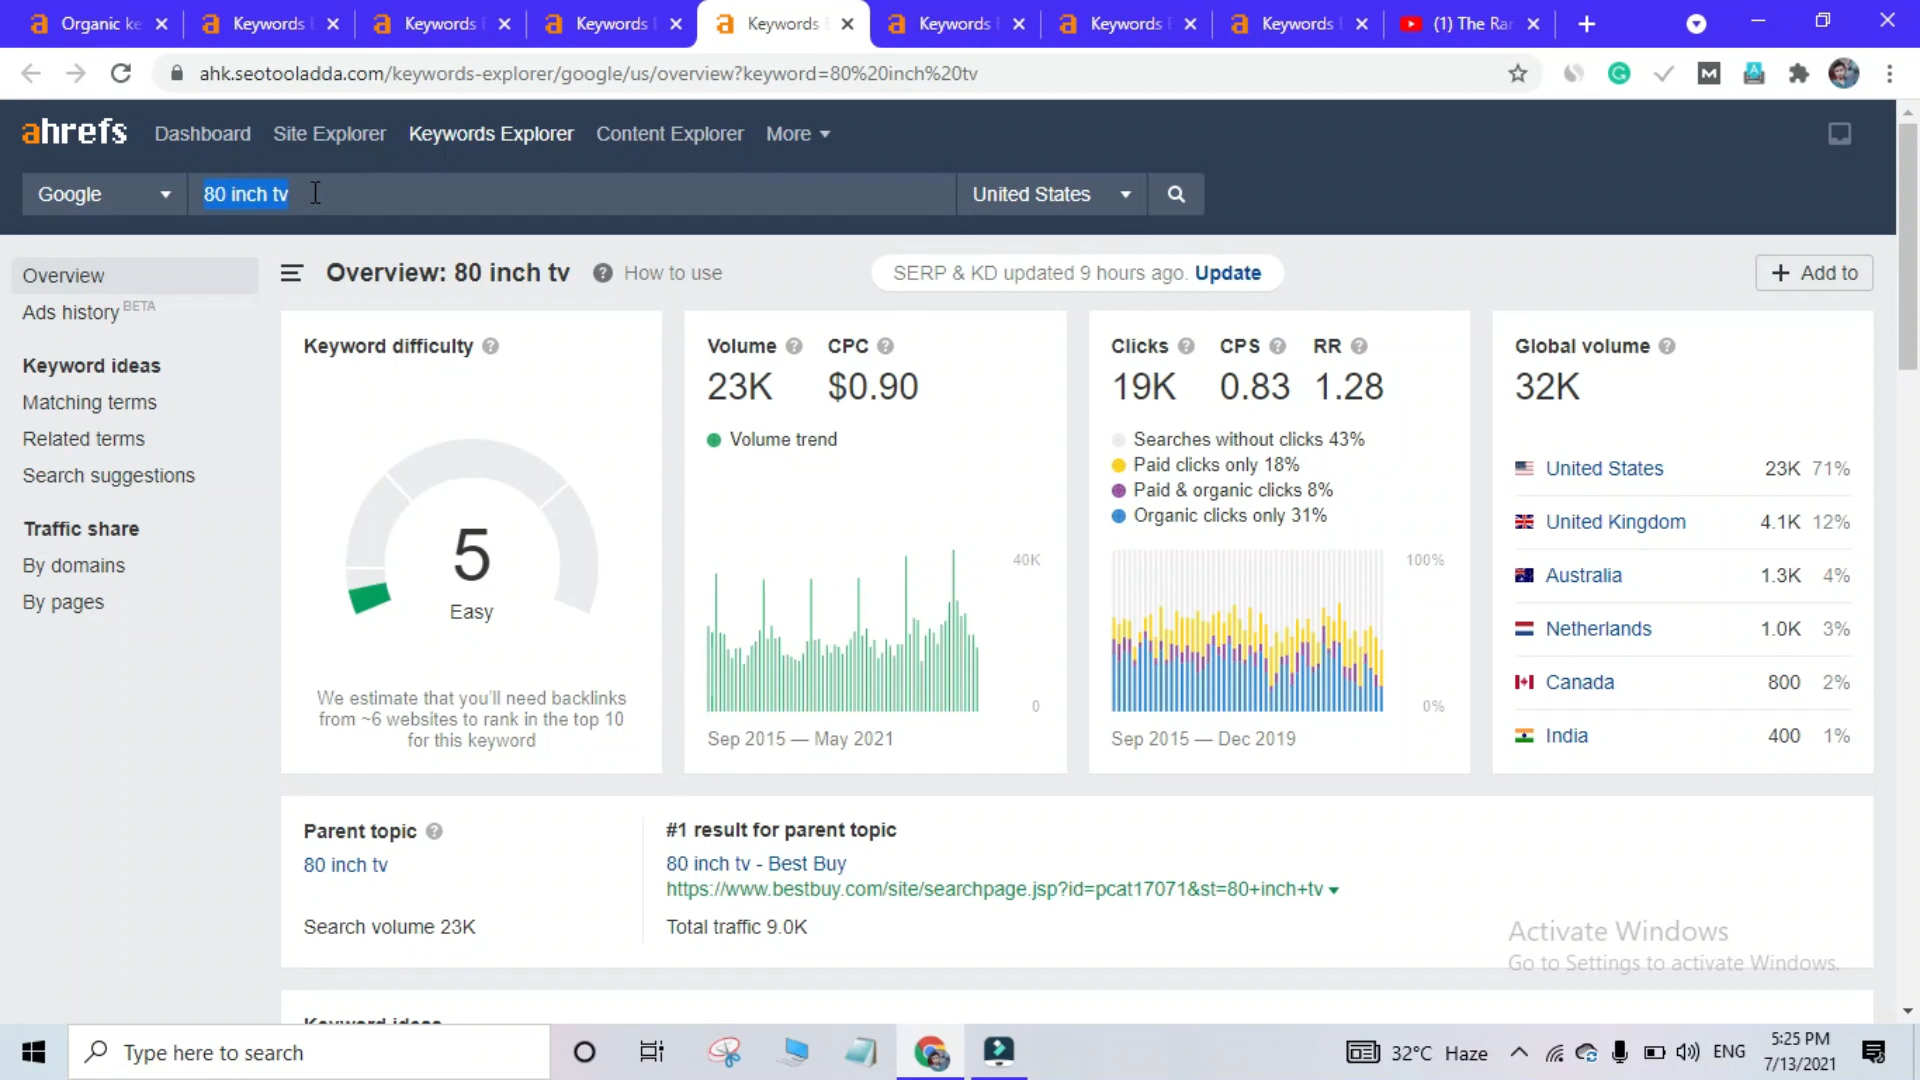 Organic ke
Keywords E
Keywords E
Keywords E
Keywords E
Keywords E
Keywords E
Keywords E
(1) The Ran
ahk.seotooladda.com/keywords-explorer/google/us/overview?keyword=80%20inch%20tv
ahrefs
Dashboard
Site Explorer
Keywords Explorer
Content Explorer
More
Google
80 inch tv
United States
Overview
Ads history BETA
Keyword ideas
Matching terms
Related terms
Search suggestions
Traffic share
By domains
By pages
Overview: 80 inch tv
How to use
SERP & KD updated 9 hours ago. Update
+ Add to
Keyword difficulty
5
Easy
We estimate that you'll need backlinks
from ~6 websites to rank in the top 10
for this keyword
Volume CPC
23K $0.90
Volume trend
40K
0
Sep 2015 — May 2021
Clicks CPS RR
19K 0.83 1.28
Searches without clicks 43%
Paid clicks only 18%
Paid & organic clicks 8%
Organic clicks only 31%
100%
0%
Sep 2015 — Dec 2019
Global volume
32K
United States 23K 71%
United Kingdom 4.1K 12%
Australia 1.3K 4%
Netherlands 1.0K 3%
Canada 800 2%
India 400 1%
Parent topic
80 inch tv
Search volume 23K
#1 result for parent topic
80 inch tv - Best Buy
https://www.bestbuy.com/site/searchpage.jsp?id=pcat17071&st=80+inch+tv
Total traffic 9.0K
Activate Windows
Go to Settings to activate Windows.
Keyword ideas
Type here to search
32°C Haze
ENG
5:25 PM
7/13/2021